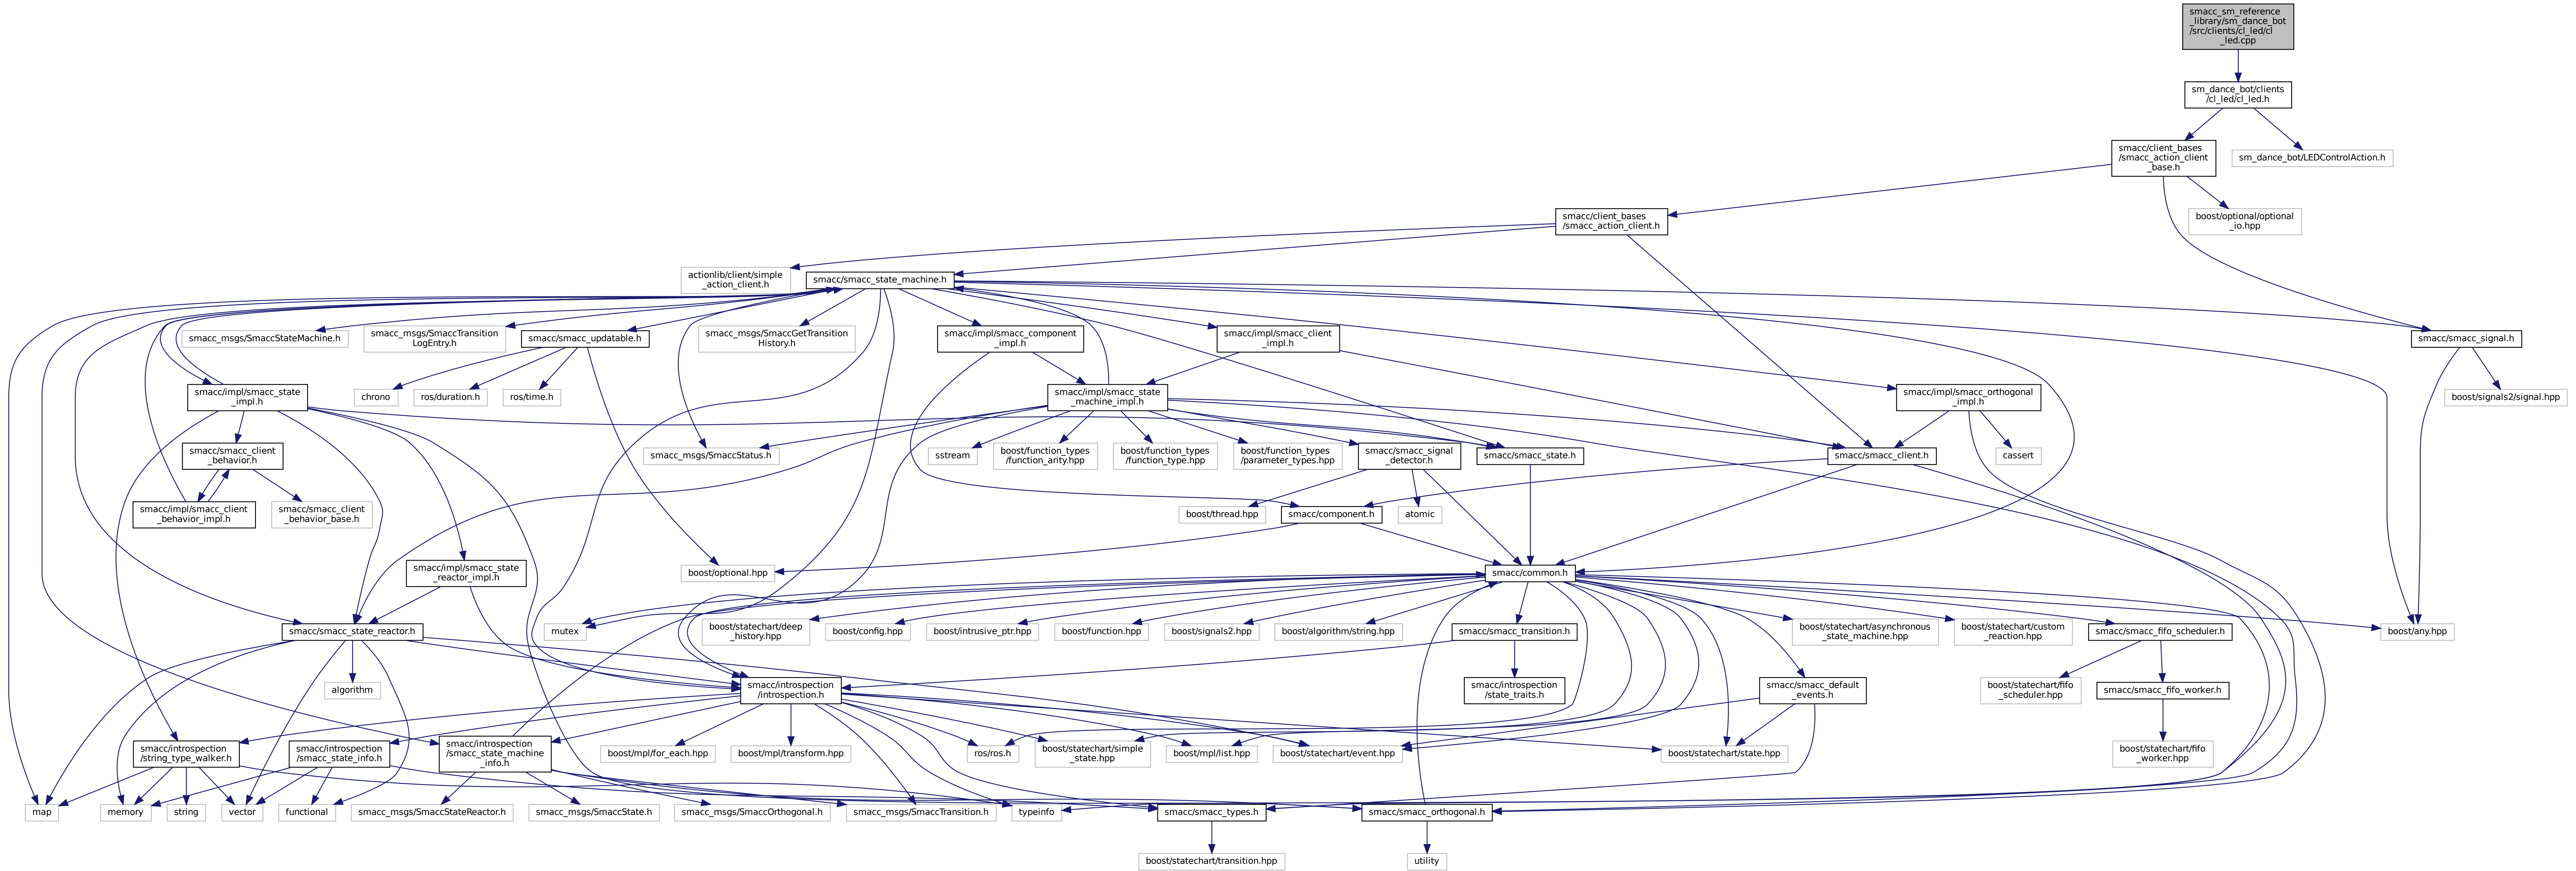 smacc_sm_reference
_library/sm_dance_bot
/src/clients/cl_led/cl
_led.cpp
sm_dance_bot/clients
/cl_led/cl_led.h
smacc/client_bases
/smacc_action_client
_base.h
sm_dance_bot/LEDControlAction.h
smacc/client_bases
/smacc_action_client.h
boost/optional/optional
_io.hpp
actionlib/client/simple
_action_client.h
smacc/smacc_state_machine.h
smacc_msgs/SmaccStateMachine.h
smacc_msgs/SmaccTransition
LogEntry.h
smacc/smacc_updatable.h
smacc_msgs/SmaccGetTransition
History.h
smacc/impl/smacc_component
_impl.h
smacc/impl/smacc_client
_impl.h
smacc/smacc_signal.h
smacc/impl/smacc_state
_impl.h
chrono
ros/duration.h
ros/time.h
smacc/impl/smacc_state
_machine_impl.h
smacc/impl/smacc_orthogonal
_impl.h
boost/signals2/signal.hpp
smacc/smacc_client
_behavior.h
smacc_msgs/SmaccStatus.h
sstream
boost/function_types
/function_arity.hpp
boost/function_types
/function_type.hpp
boost/function_types
/parameter_types.hpp
smacc/smacc_signal
_detector.h
smacc/smacc_state.h
smacc/smacc_client.h
cassert
smacc/impl/smacc_client
_behavior_impl.h
smacc/smacc_client
_behavior_base.h
boost/thread.hpp
smacc/component.h
atomic
smacc/impl/smacc_state
_reactor_impl.h
boost/optional.hpp
smacc/common.h
smacc/smacc_state_reactor.h
mutex
boost/statechart/deep
_history.hpp
boost/config.hpp
boost/intrusive_ptr.hpp
boost/function.hpp
boost/signals2.hpp
boost/algorithm/string.hpp
smacc/smacc_transition.h
boost/statechart/asynchronous
_state_machine.hpp
boost/statechart/custom
_reaction.hpp
smacc/smacc_fifo_scheduler.h
boost/any.hpp
algorithm
smacc/introspection
/introspection.h
smacc/introspection
/state_traits.h
smacc/smacc_default
_events.h
boost/statechart/fifo
_scheduler.hpp
smacc/smacc_fifo_worker.h
smacc/introspection
/string_type_walker.h
smacc/introspection
/smacc_state_info.h
smacc/introspection
/smacc_state_machine
_info.h
boost/mpl/for_each.hpp
boost/mpl/transform.hpp
ros/ros.h
boost/statechart/simple
_state.hpp
boost/mpl/list.hpp
boost/statechart/event.hpp
boost/statechart/state.hpp
boost/statechart/fifo
_worker.hpp
map
memory
string
vector
functional
smacc_msgs/SmaccStateReactor.h
smacc_msgs/SmaccState.h
smacc_msgs/SmaccOrthogonal.h
smacc_msgs/SmaccTransition.h
typeinfo
smacc/smacc_types.h
smacc/smacc_orthogonal.h
boost/statechart/transition.hpp
utility